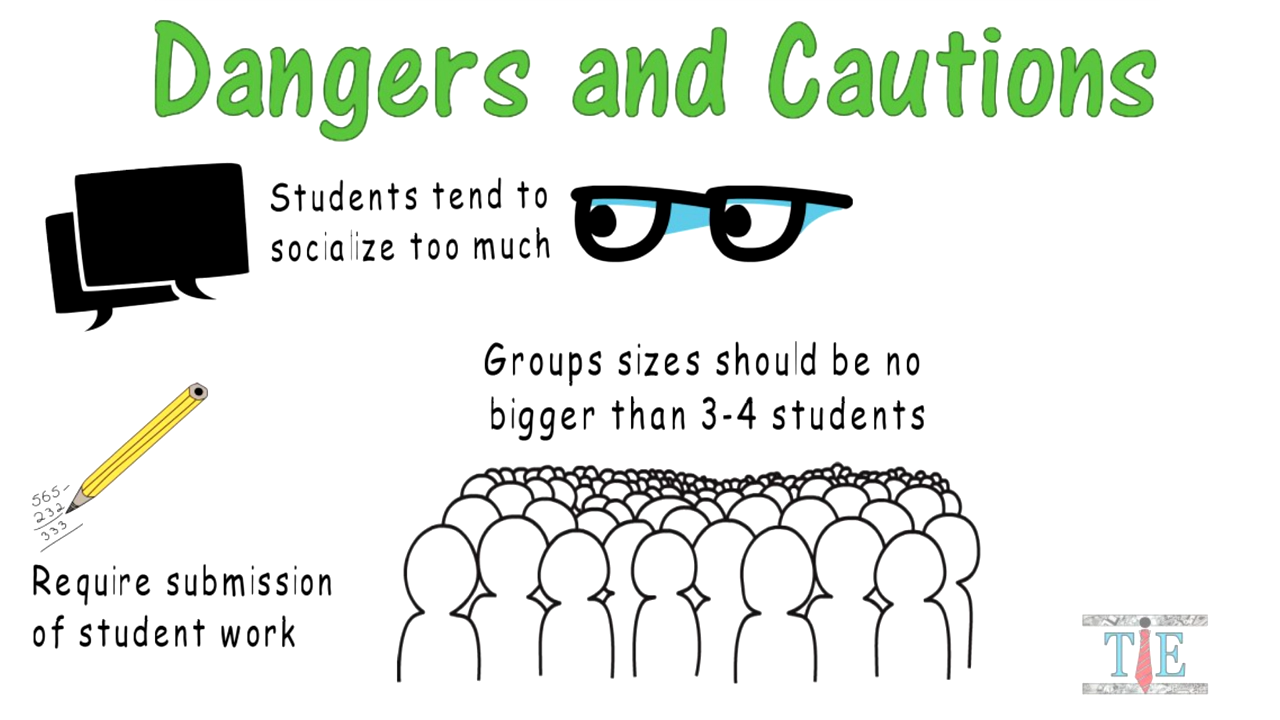 Dangers and Cautions
Students tend to
socialize too much
Groups sizes should be no
bigger than 3-4 students
565-
232
333
Require submission
of student work
TIE